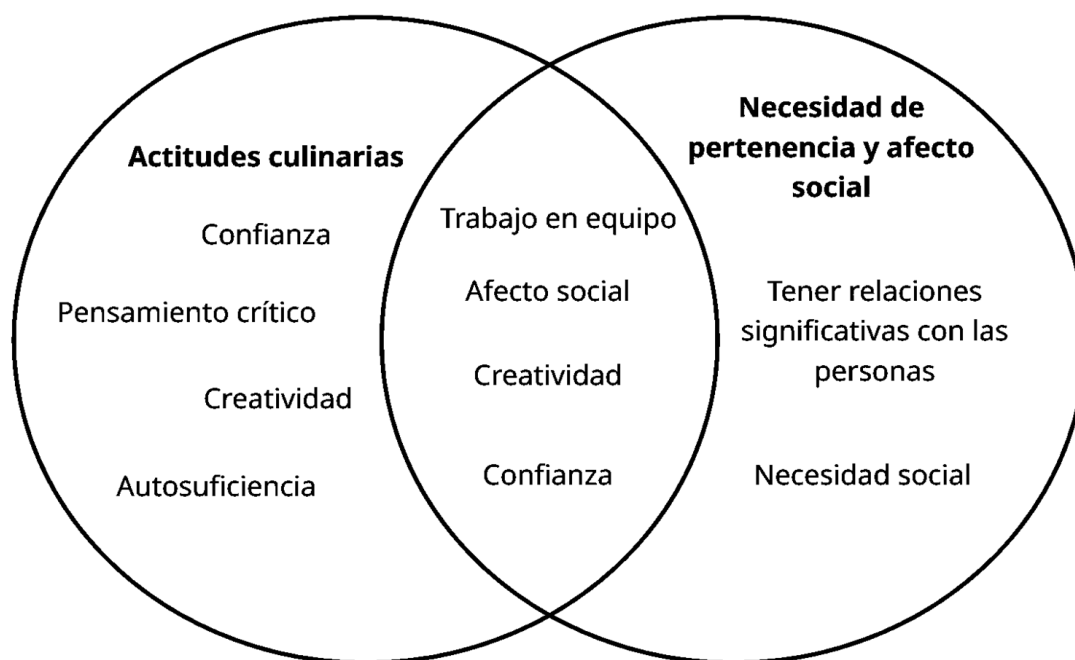 Actitudes culinarias
Confianza
Pensamiento crítico
Creatividad
Autosuficiencia
Trabajo en equipo
Afecto social
Creatividad
Confianza
Necesidad de
pertenencia y afecto
social
Tener relaciones
significativas con las
personas
Necesidad social